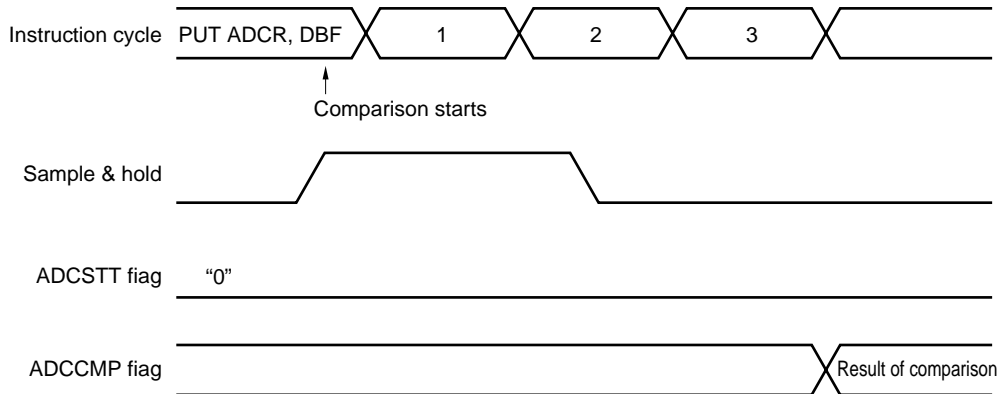 Instruction cycle PUT ADCR, DBF 1 2 3
Comparison starts
Sample & hold
ADCSTT fiag “0”
ADCCMP fiag Result of comparison